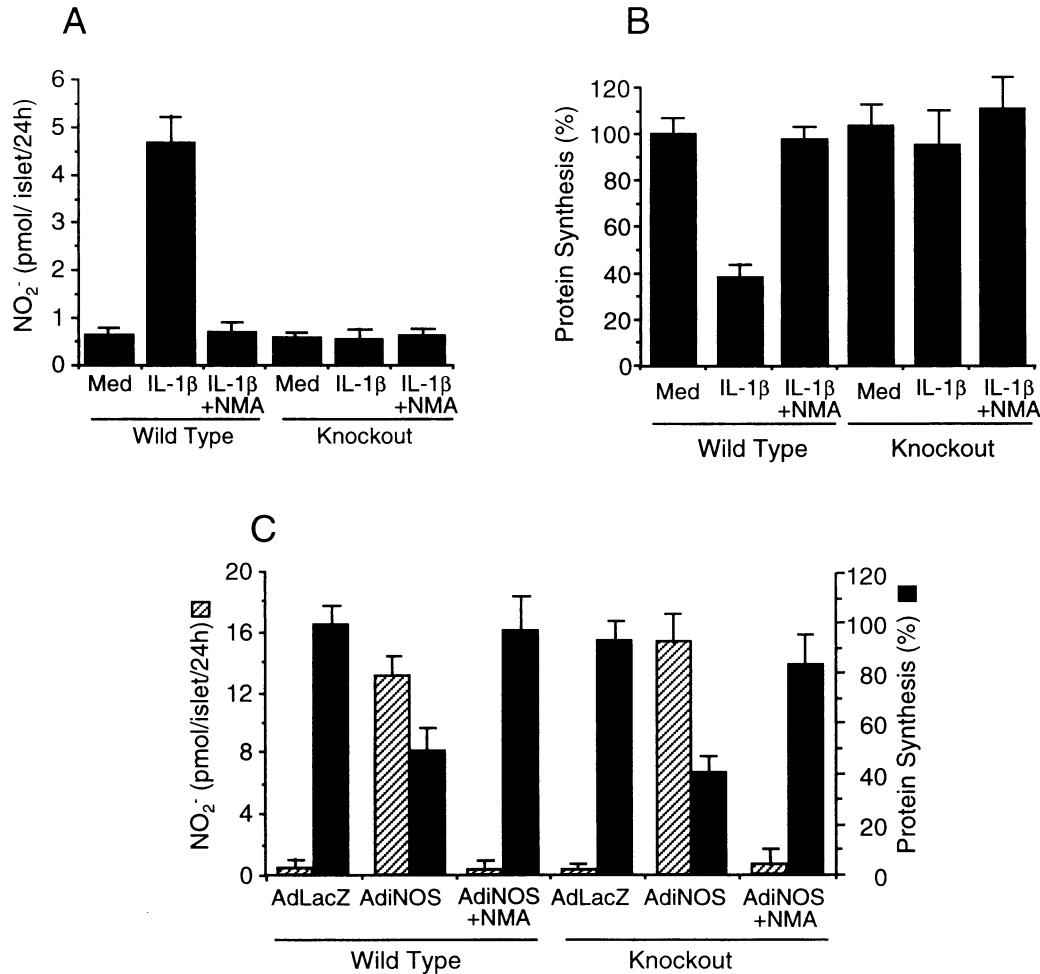 A
NO2- (pmol/ islet/24h)
6
5
4
3
2
1
0
Med IL-1β IL-1β +NMA Med IL-1β IL-1β +NMA
Wild Type Knockout
B
Protein Synthesis (%)
120
100
80
60
40
20
0
Med IL-1β IL-1β +NMA Med IL-1β IL-1β +NMA
Wild Type Knockout
C
NO2- (pmol/islet/24h)
20
16
12
8
4
0
120
100
80
60
40
20
0
Protein Synthesis (%)
AdLacZ AdiNOS AdiNOS +NMA AdLacZ AdiNOS AdiNOS +NMA
Wild Type Knockout